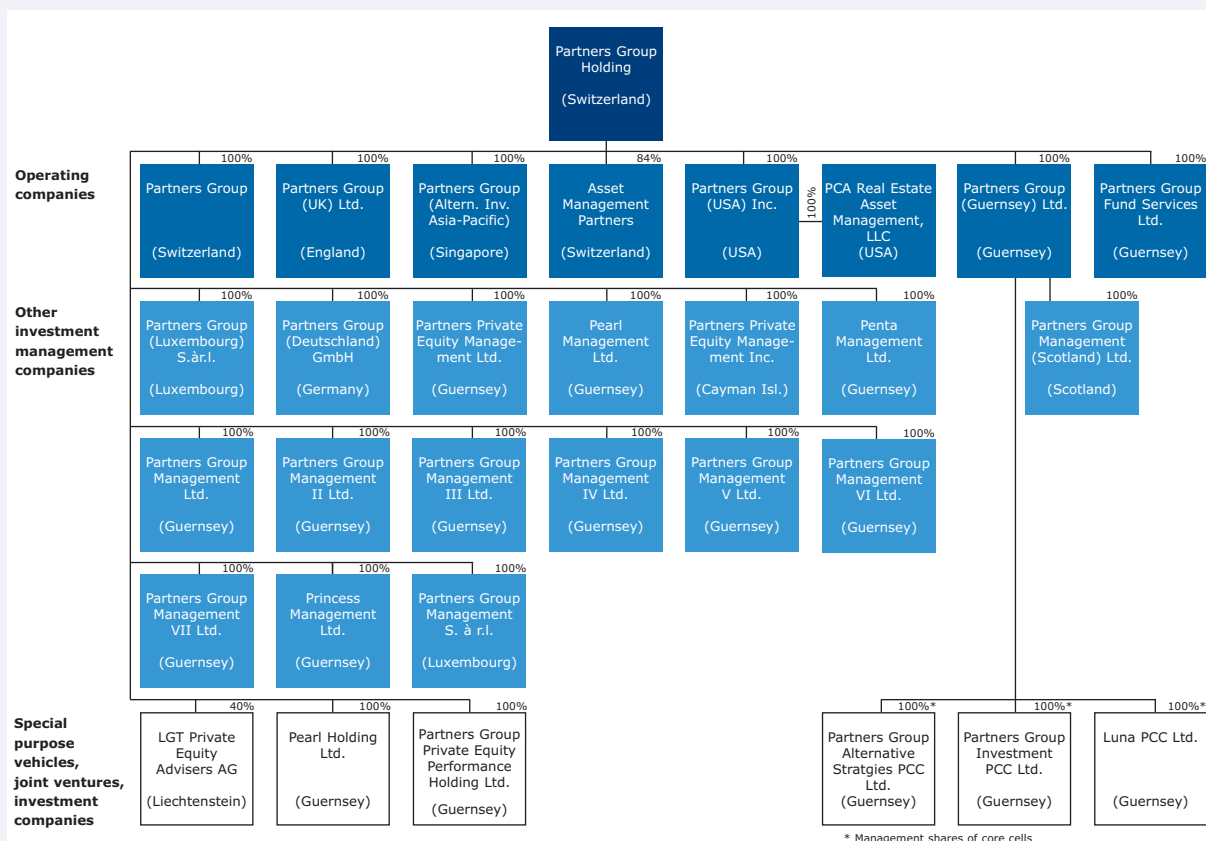 Partners Group
Holding
(Switzerland)
Operating
companies
100%
Partners Group
(Switzerland)
100%
Partners Group
(UK) Ltd.
(England)
100%
Partners Group
(Altern. Inv.
Asia-Pacific)
(Singapore)
84%
Asset
Management
Partners
(Switzerland)
100%
Partners Group
(USA) Inc.
(USA)
100%
PCA Real Estate
Asset
Management,
LLC
(USA)
100%
Partners Group
(Guernsey) Ltd.
(Guernsey)
100%
Partners Group
Fund Services
Ltd.
(Guernsey)
Other
investment
management
companies
100%
Partners Group
(Luxembourg)
S.àr.l.
(Luxembourg)
100%
Partners Group
(Deutschland)
GmbH
(Germany)
100%
Partners Private
Equity Manage-
ment Ltd.
(Guernsey)
100%
Pearl
Management
Ltd.
(Guernsey)
100%
Partners Private
Equity Manage-
ment Inc.
(Cayman Isl.)
100%
Penta
Management
Ltd.
(Guernsey)
100%
Partners Group
Management
(Scotland) Ltd.
(Scotland)
100%
Partners Group
Management
Ltd.
(Guernsey)
100%
Partners Group
Management
II Ltd.
(Guernsey)
100%
Partners Group
Management
III Ltd.
(Guernsey)
100%
Partners Group
Management
IV Ltd.
(Guernsey)
100%
Partners Group
Management
V Ltd.
(Guernsey)
100%
Partners Group
Management
VI Ltd.
(Guernsey)
100%
Partners Group
Management
VII Ltd.
(Guernsey)
100%
Princess
Management
Ltd.
(Guernsey)
100%
Partners Group
Management
S. à r.l.
(Luxembourg)
Special
purpose
vehicles,
joint ventures,
investment
companies
40%
LGT Private
Equity
Advisers AG
(Liechtenstein)
100%
Pearl Holding
Ltd.
(Guernsey)
100%
Partners Group
Private Equity
Performance
Holding Ltd.
(Guernsey)
100%*
Partners Group
Alternative
Stratgies PCC
Ltd.
(Guernsey)
100%*
Partners Group
Investment
PCC Ltd.
(Guernsey)
100%*
Luna PCC Ltd.
(Guernsey)
* Management shares of core cells